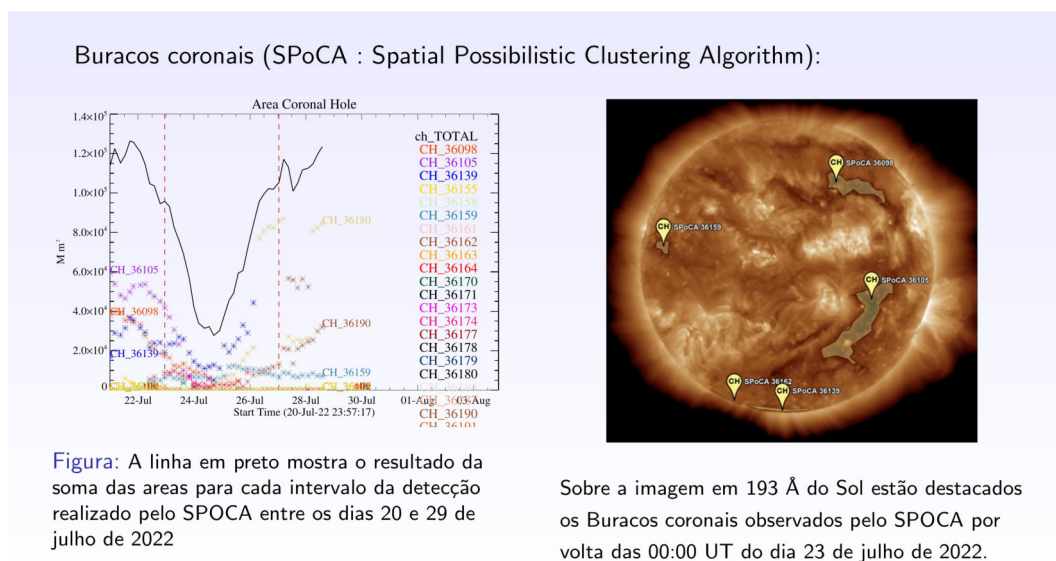 Buracos coronais (SPoCA : Spatial Possibilistic Clustering Algorithm):
Area Coronal Hole
1.4×10⁵
1.2×10⁵
1.0×10⁵
8.0×10⁴
6.0×10⁴
4.0×10⁴
2.0×10⁴
0
M m²
CH_36105
CH_36098
CH_36139
CH_36180
CH_36190
CH_36159
ch_TOTAL
CH_36098
CH_36105
CH_36139
CH_36155
CH_36158
CH_36159
CH_36161
CH_36162
CH_36163
CH_36164
CH_36170
CH_36171
CH_36173
CH_36174
CH_36177
CH_36178
CH_36179
CH_36180
CH_36190
CH_36191
22-Jul 24-Jul 26-Jul 28-Jul 30-Jul 01-Aug 03-Aug
Start Time (20-Jul-22 23:57:17)
Figura: A linha em preto mostra o resultado da
soma das areas para cada intervalo da detecção
realizado pelo SPOCA entre os dias 20 e 29 de
julho de 2022
CH SPoCA 36098
CH SPoCA 36159
CH SPoCA 36105
CH SPoCA 36162
CH SPoCA 36139
Sobre a imagem em 193 Å do Sol estão destacados
os Buracos coronais observados pelo SPOCA por
volta das 00:00 UT do dia 23 de julho de 2022.